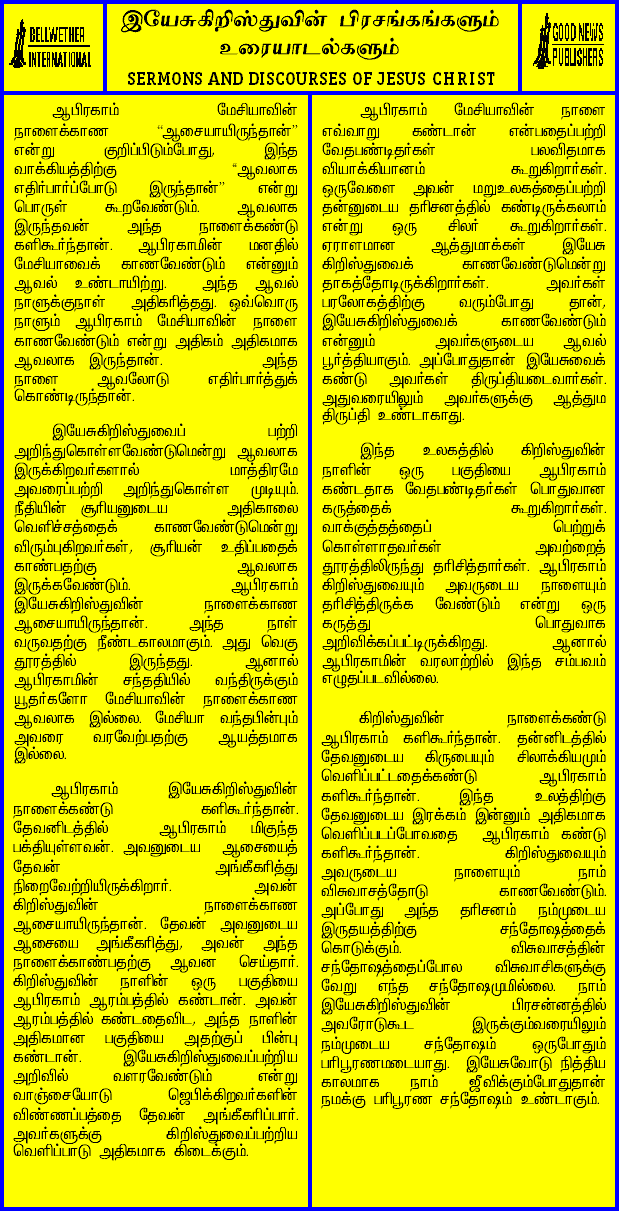 BELLWETHER
INTERNATIONAL
இயேசுகிறிஸ்துவின் பிரசங்கங்களும்
உரையாடல்களும்
SERMONS AND DISCOURSES OF JESUS CHRIST
GOOD NEWS
PUBLISHERS
ஆபிரகாம் மேசியாவின்
நாளைக்காண “ஆசையாயிருந்தான்”
என்று குறிப்பிடும்போது, இந்த
வாக்கியத்திற்கு “ஆவலாக
எதிர்பார்ப்போடு இருந்தான்” என்று
பொருள் கூறவேண்டும். ஆவலாக
இருந்தவன் அந்த நாளைக்கண்டு
களிகூர்ந்தான். ஆபிரகாமின் மனதில்
மேசியாவைக் காணவேண்டும் என்னும்
ஆவல் உண்டாயிற்று. அந்த ஆவல்
நாளுக்குநாள் அதிகரித்தது. ஒவ்வொரு
நாளும் ஆபிரகாம் மேசியாவின் நாளை
காணவேண்டும் என்று அதிகம் அதிகமாக
ஆவலாக இருந்தான். அந்த
நாளை ஆவலோடு எதிர்பார்த்துக்
கொண்டிருந்தான்.
இயேசுகிறிஸ்துவைப் பற்றி
அறிந்துகொள்ளவேண்டுமென்று ஆவலாக
இருக்கிறவர்களால் மாத்திரமே
அவரைப்பற்றி அறிந்துகொள்ள முடியும்.
நீதியின் சூரியனுடைய அதிகாலை
வெளிச்சத்தைக் காணவேண்டுமென்று
விரும்புகிறவர்கள், சூரியன் உதிப்பதைக்
காண்பதற்கு ஆவலாக
இருக்கவேண்டும். ஆபிரகாம்
இயேசுகிறிஸ்துவின் நாளைக்காண
ஆசையாயிருந்தான். அந்த நாள்
வருவதற்கு நீண்டகாலமாகும். அது வெகு
தூரத்தில் இருந்தது. ஆனால்
ஆபிரகாமின் சந்ததியில் வந்திருக்கும்
யூதர்களோ மேசியாவின் நாளைக்காண
ஆவலாக இல்லை. மேசியா வந்தபின்பும்
அவரை வரவேற்பதற்கு ஆயத்தமாக
இல்லை.
ஆபிரகாம் இயேசுகிறிஸ்துவின்
நாளைக்கண்டு களிகூர்ந்தான்.
தேவனிடத்தில் ஆபிரகாம் மிகுந்த
பக்தியுள்ளவன். அவனுடைய ஆசையைத்
தேவன் அங்கீகரித்து
நிறைவேற்றியிருக்கிறார். அவன்
கிறிஸ்துவின் நாளைக்காண
ஆசையாயிருந்தான். தேவன் அவனுடைய
ஆசையை அங்கீகரித்து, அவன் அந்த
நாளைக்காண்பதற்கு ஆவன செய்தார்.
கிறிஸ்துவின் நாளின் ஒரு பகுதியை
ஆபிரகாம் ஆரம்பத்தில் கண்டான். அவன்
ஆரம்பத்தில் கண்டதைவிட, அந்த நாளின்
அதிகமான பகுதியை அதற்குப் பின்பு
கண்டான். இயேசுகிறிஸ்துவைப்பற்றிய
அறிவில் வளரவேண்டும் என்று
வாஞ்சையோடு ஜெபிக்கிறவர்களின்
விண்ணப்பத்தை தேவன் அங்கீகரிப்பார்.
அவர்களுக்கு கிறிஸ்துவைப்பற்றிய
வெளிப்பாடு அதிகமாக கிடைக்கும்.
ஆபிரகாம் மேசியாவின் நாளை
எவ்வாறு கண்டான் என்பதைப்பற்றி
வேதபண்டிதர்கள் பலவிதமாக
வியாக்கியானம் கூறுகிறார்கள்.
ஒருவேளை அவன் மறுஉலகத்தைப்பற்றி
தன்னுடைய தரிசனத்தில் கண்டிருக்கலாம்
என்று ஒரு சிலர் கூறுகிறார்கள்.
ஏராளமான ஆத்துமாக்கள் இயேசு
கிறிஸ்துவைக் காணவேண்டுமென்று
தாகத்தோடிருக்கிறார்கள். அவர்கள்
பரலோகத்திற்கு வரும்போது தான்,
இயேசுகிறிஸ்துவைக் காணவேண்டும்
என்னும் அவர்களுடைய ஆவல்
பூர்த்தியாகும். அப்போதுதான் இயேசுவைக்
கண்டு அவர்கள் திருப்தியடைவார்கள்.
அதுவரையிலும் அவர்களுக்கு ஆத்தும
திருப்தி உண்டாகாது.
இந்த உலகத்தில் கிறிஸ்துவின்
நாளின் ஒரு பகுதியை ஆபிரகாம்
கண்டதாக வேதபண்டிதர்கள் பொதுவான
கருத்தைக் கூறுகிறார்கள்.
வாக்குத்தத்தைப் பெற்றுக்
கொள்ளாதவர்கள் அவற்றைத்
தூரத்திலிருந்து தரிசித்தார்கள். ஆபிரகாம்
கிறிஸ்துவையும் அவருடைய நாளையும்
தரிசித்திருக்க வேண்டும் என்று ஒரு
கருத்து பொதுவாக
அறிவிக்கப்பட்டிருக்கிறது. ஆனால்
ஆபிரகாமின் வரலாற்றில் இந்த சம்பவம்
எழுதப்படவில்லை.
கிறிஸ்துவின் நாளைக்கண்டு
ஆபிரகாம் களிகூர்ந்தான். தன்னிடத்தில்
தேவனுடைய கிருபையும் சிலாக்கியமும்
வெளிப்பட்டதைக்கண்டு ஆபிரகாம்
களிகூர்ந்தான். இந்த உலத்திற்கு
தேவனுடைய இரக்கம் இன்னும் அதிகமாக
வெளிப்படப்போவதை ஆபிரகாம் கண்டு
களிகூர்ந்தான். கிறிஸ்துவையும்
அவருடைய நாளையும் நாம்
விசுவாசத்தோடு காணவேண்டும்.
அப்போது அந்த தரிசனம் நம்முடைய
இருதயத்திற்கு சந்தோஷத்தைக்
கொடுக்கும். விசுவாசத்தின்
சந்தோஷத்தைப்போல விசுவாசிகளுக்கு
வேறு எந்த சந்தோஷமுமில்லை. நாம்
இயேசுகிறிஸ்துவின் பிரசன்னத்தில்
அவரோடுகூட இருக்கும்வரையிலும்
நம்முடைய சந்தோஷம் ஒருபோதும்
பரிபூரணமடையாது. இயேசுவோடு நித்திய
காலமாக நாம் ஜீவிக்கும்போதுதான்
நமக்கு பரிபூரண சந்தோஷம் உண்டாகும்.